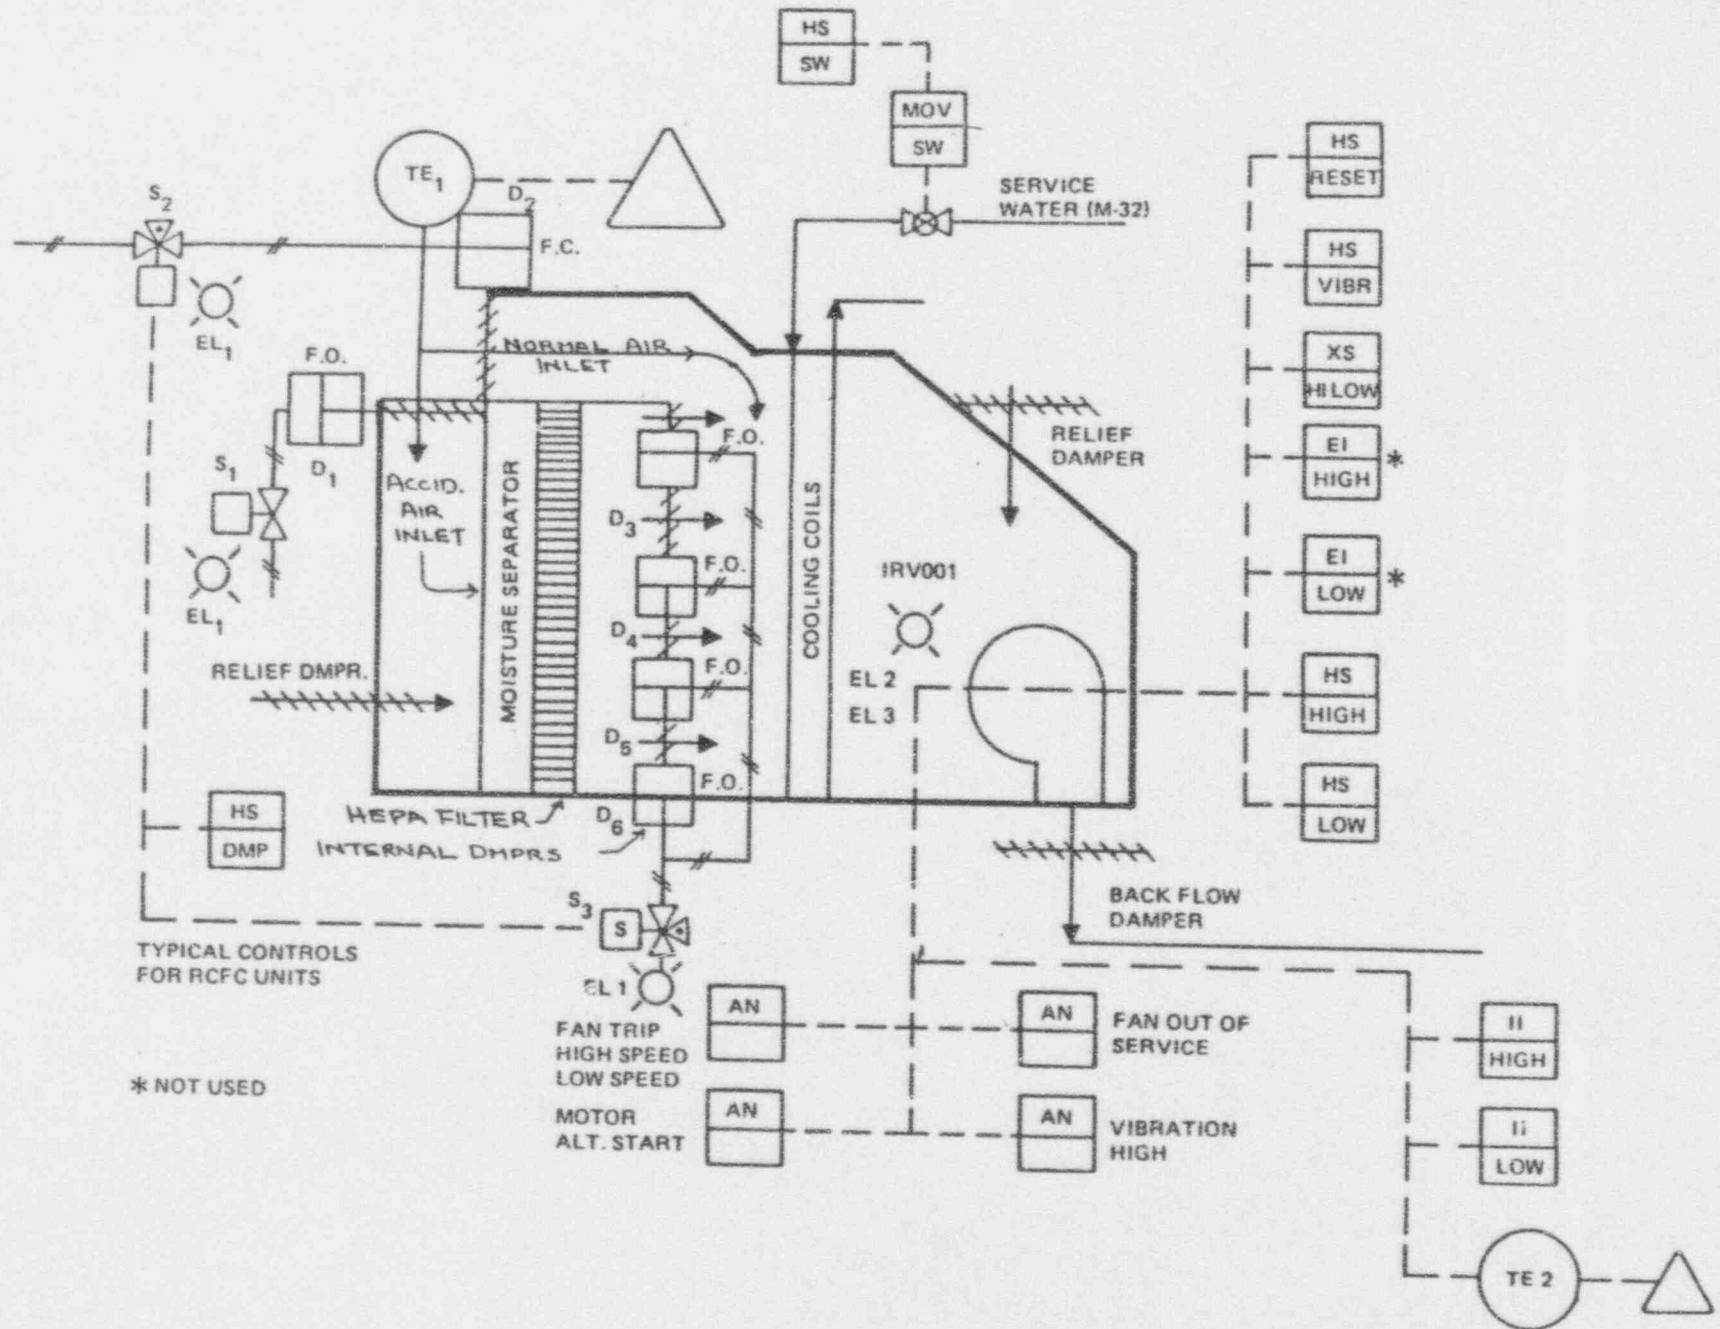 HS
SW
MOV
SW
SERVICE
WATER (M-32)
TE1
D2
F.C.
S2
EL1
F.O.
D1
S1
EL1
NORMAL AIR
INLET
ACCID.
AIR
INLET
MOISTURE SEPARATOR
F.O.
D3
F.O.
D4
F.O.
D5
F.O.
D6
COOLING COILS
RELIEF
DAMPER
IRV001
EL 2
EL 3
RELIEF DMPR.
HS
DMP
HEPA FILTER
INTERNAL DMPRS
S3
S
EL 1
HS
RESET
HS
VIBR
XS
HI LOW
EI
HIGH
*
EI
LOW
*
HS
HIGH
HS
LOW
BACK FLOW
DAMPER
TYPICAL CONTROLS
FOR RCFC UNITS
* NOT USED
FAN TRIP
HIGH SPEED
LOW SPEED
AN
AN
FAN OUT OF
SERVICE
MOTOR
ALT. START
AN
AN
VIBRATION
HIGH
II
HIGH
II
LOW
TE 2